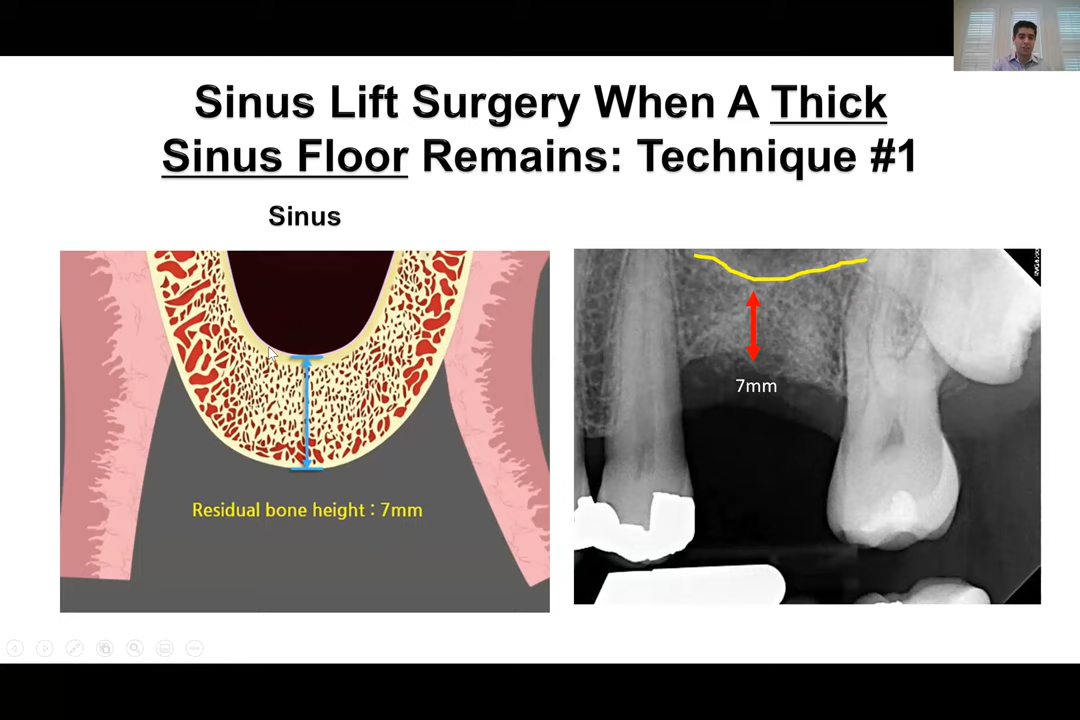 Sinus Lift Surgery When A Thick
Sinus Floor Remains: Technique #1
Sinus
7mm
Residual bone height : 7mm